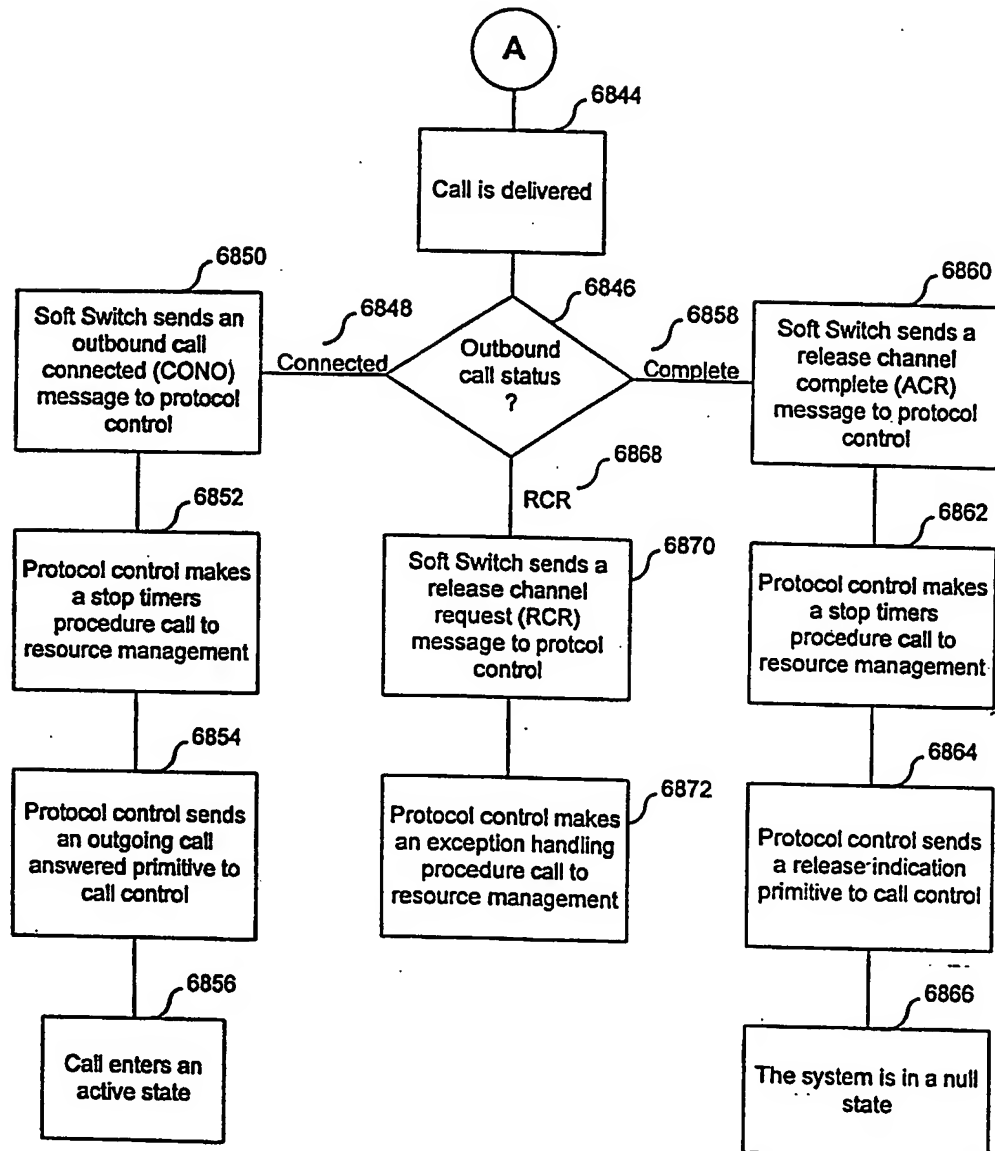 A
6844
Call is delivered
6850
Soft Switch sends an
outbound call
connected (CONO)
message to protocol
control
6848
Connected
6846
Outbound
call status
?
6858
Complete
6860
Soft Switch sends a
release channel
complete (ACR)
message to protocol
control
6868
RCR
6852
Protocol control makes
a stop timers
procedure call to
resource management
6870
Soft Switch sends a
release channel
request (RCR)
message to protcol
control
6862
Protocol control makes
a stop timers
procedure call to
resource management
6854
Protocol control sends
an outgoing call
answered primitive to
call control
6872
Protocol control makes
an exception handling
procedure call to
resource management
6864
Protocol control sends
a release-indication
primitive to call control
6856
Call enters an
active state
6866
The system is in a null
state